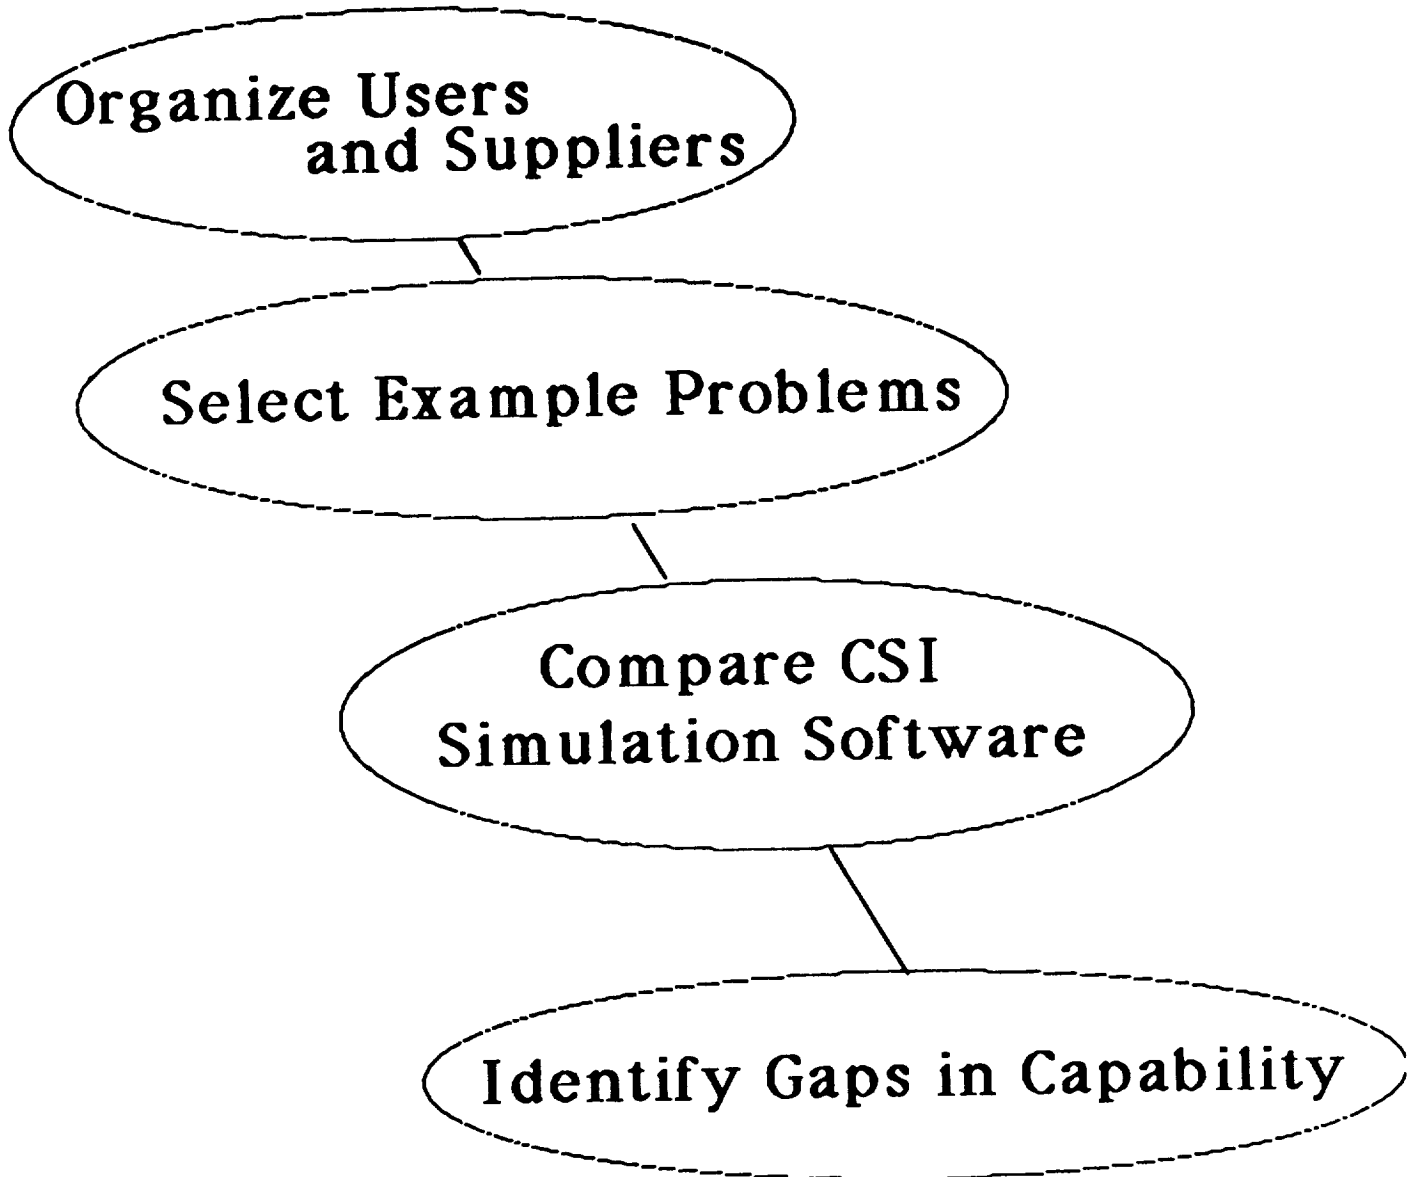 Organize Users
and Suppliers
Select Example Problems
Compare CSI
Simulation Software
Identify Gaps in Capability